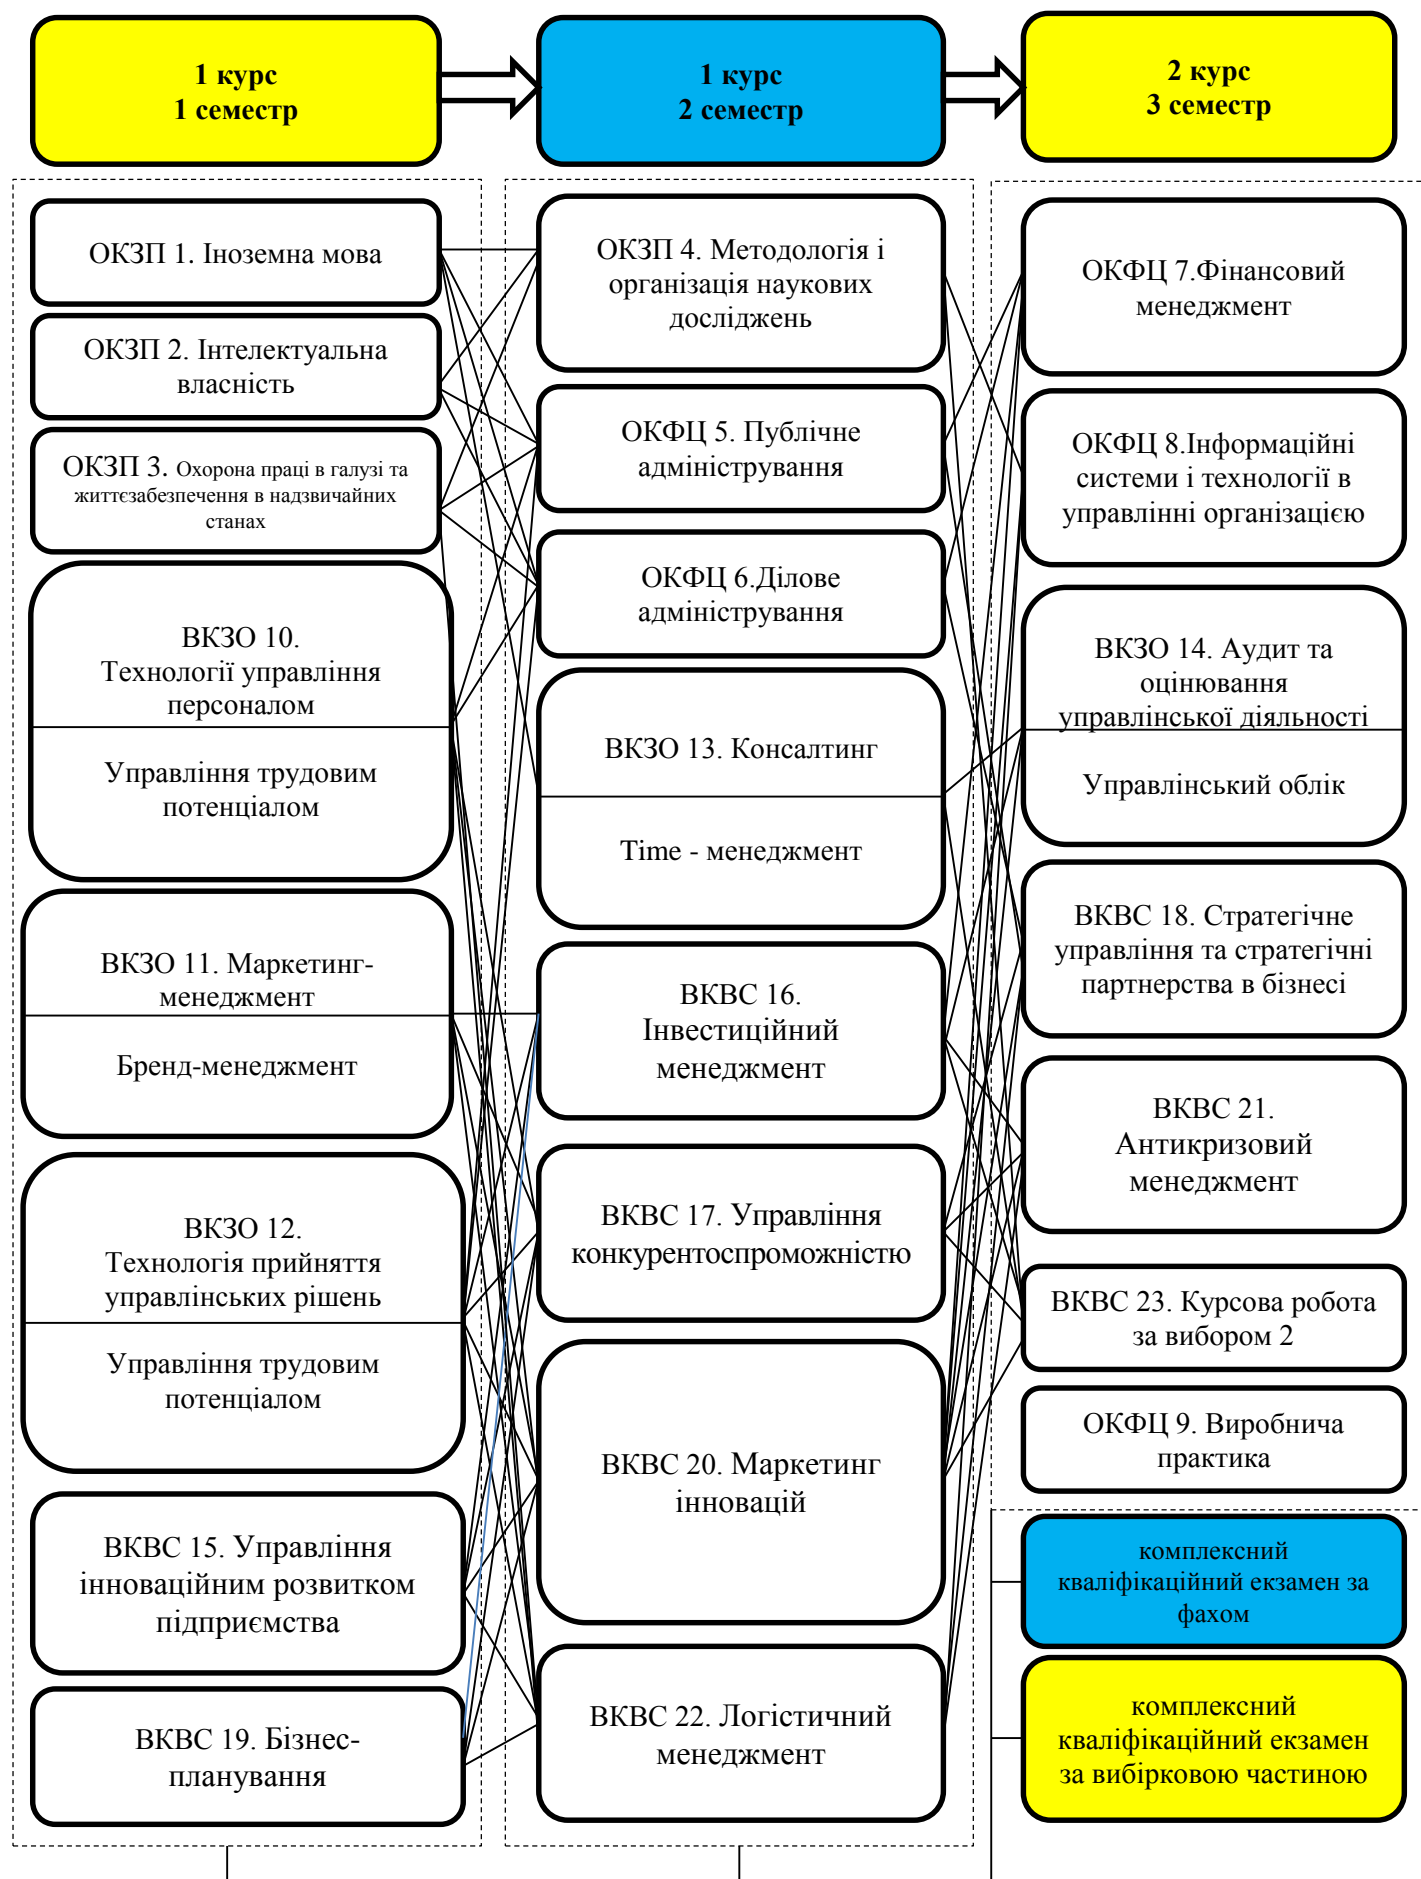 1 курс
1 семестр
1 курс
2 семестр
2 курс
3 семестр
ОКЗП 1. Іноземна мова
ОКЗП 2. Інтелектуальна
власність
ОКЗП 3. Охорона праці в галузі та
життєзабезпечення в надзвичайних
станах
ВКЗО 10.
Технології управління
персоналом
Управління трудовим
потенціалом
ВКЗО 11. Маркетинг-
менеджмент
Бренд-менеджмент
ВКЗО 12.
Технологія прийняття
управлінських рішень
Управління трудовим
потенціалом
ВКВС 15. Управління
інноваційним розвитком
підприємства
ВКВС 19. Бізнес-
планування
ОКЗП 4. Методологія і
організація наукових
досліджень
ОКФЦ 5. Публічне
адміністрування
ОКФЦ 6.Ділове
адміністрування
ВКЗО 13. Консалтинг
Time - менеджмент
ВКВС 16.
Інвестиційний
менеджмент
ВКВС 17. Управління
конкурентоспроможністю
ВКВС 20. Маркетинг
інновацій
ВКВС 22. Логістичний
менеджмент
ОКФЦ 7.Фінансовий
менеджмент
ОКФЦ 8.Інформаційні
системи і технології в
управлінні організацією
ВКЗО 14. Аудит та
оцінювання
управлінської діяльності
Управлінський облік
ВКВС 18. Стратегічне
управління та стратегічні
партнерства в бізнесі
ВКВС 21.
Антикризовий
менеджмент
ВКВС 23. Курсова робота
за вибором 2
ОКФЦ 9. Виробнича
практика
комплексний
кваліфікаційний екзамен за
фахом
комплексний
кваліфікаційний екзамен
за вибірковою частиною